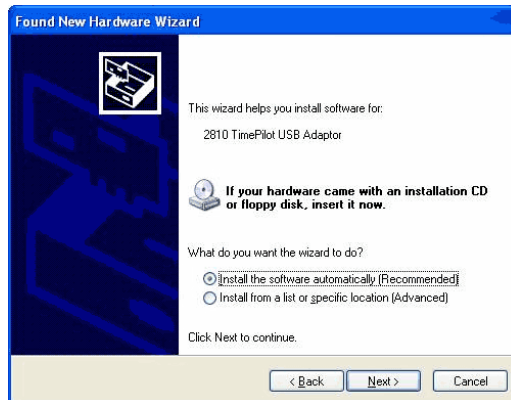 Found New Hardware Wizard
This wizard helps you install software for:
2810 TimePilot USB Adaptor
If your hardware came with an installation CD
or floppy disk, insert it now.
What do you want the wizard to do?
Install the software automatically (Recommended)
Install from a list or specific location (Advanced)
Click Next to continue.
< Back Next > Cancel